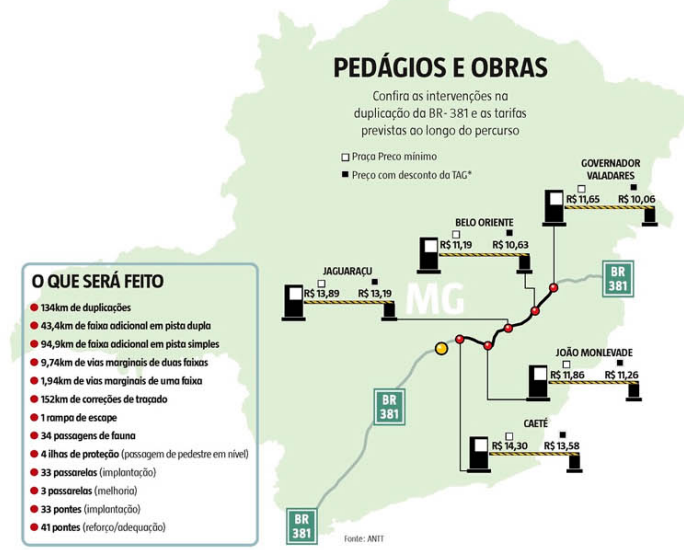 PEDÁGIOS E OBRAS
Confira as intervenções na
duplicação da BR-381 e as tarifas
previstas ao longo do percurso
Praça Preco mínimo
Preço com desconto da TAG*
GOVERNADOR
VALADARES
R$ 11,65 R$ 10,06
BELO ORIENTE
R$ 11,19 R$ 10,63
JAGUARAÇU
R$ 13,89 R$ 13,19
MG
BR
381
JOÃO MONLEVADE
R$ 11,86 R$ 11,26
CAETÉ
R$ 14,30 R$ 13,58
BR
381
BR
381
O QUE SERÁ FEITO
134km de duplicações
43,4km de faixa adicional em pista dupla
94,9km de faixa adicional em pista simples
9,74km de vias marginais de duas faixas
1,94km de vias marginais de uma faixa
152km de correções de traçado
1 rampa de escape
34 passagens de fauna
4 ilhas de proteção (passagem de pedestre em nível)
33 passarelas (implantação)
3 passarelas (melhoria)
33 pontes (implantação)
41 pontes (reforço/adequação)
Fonte: ANTT